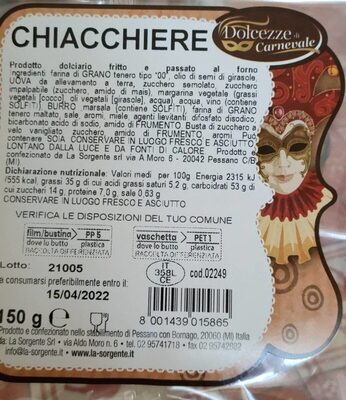 CHIACCHIERE
Dolcezze di
Carnevale
Prodotto dolciario fritto e passato al forno
Ingredienti: farina di GRANO tenero tipo "00", olio di semi di girasole,
UOVA da allevamento a terra, zucchero semolato, zucchero
impalpabile (zucchero, amido di mais), margarina vegetale (grassi
vegetali [cocco], oli vegetali [girasole], acqua), acqua, vino (contiene
SOLFITI), BURRO, marsala (contiene SOLFITI), farina di GRANO
tenero maltato, sale, aromi, miele, agenti lievitanti: difosfato disodico,
bicarbonato acido di sodio, amido di FRUMENTO. Busta di zucchero a
velo vanigliato: zucchero amido di FRUMENTO, aromi. Può
contenere SOIA. CONSERVARE IN LUOGO FRESCO E ASCIUTTO,
LONTANO DALLA LUCE E DA FONTI DI CALORE. Prodotto e
confezionato da La Sorgente srl via A Moro 8 - 20042 Pessano C/B
(MI)
Dichiarazione nutrizionale: Valori medi per 100g Energia 2315 kJ
/555 kcal, grassi 35 g di cui acidi grassi saturi 5.2 g, carboidrati 53 g di
cui zuccheri 14 g, proteine 7,0 g, sale 0,63 g
CONSERVARE IN LUOGO FRESCO E ASCIUTTO
VERIFICA LE DISPOSIZIONI DEL TUO COMUNE
film/bustina PP 5
dove lo butto plastica
RACCOLTA DIFFERENZIATA
vaschetta PET 1
dove lo butto plastica
RACCOLTA DIFFERENZIATA
Lotto: 21005
IT
358L
CE
cod.02249
e consumarsi preferibilmente entro il:
15/04/2022
150 g e
8 001439 015865
Prodotto e confezionato nello stabilimento di Pessano con Bornago, 20060 (MI) Italia
da: La Sorgente Srl - via Aldo Moro n. 6 - tel. 02 95741718 - fax 02 95742082
info@la-sorgente.it - www.la-sorgente.it